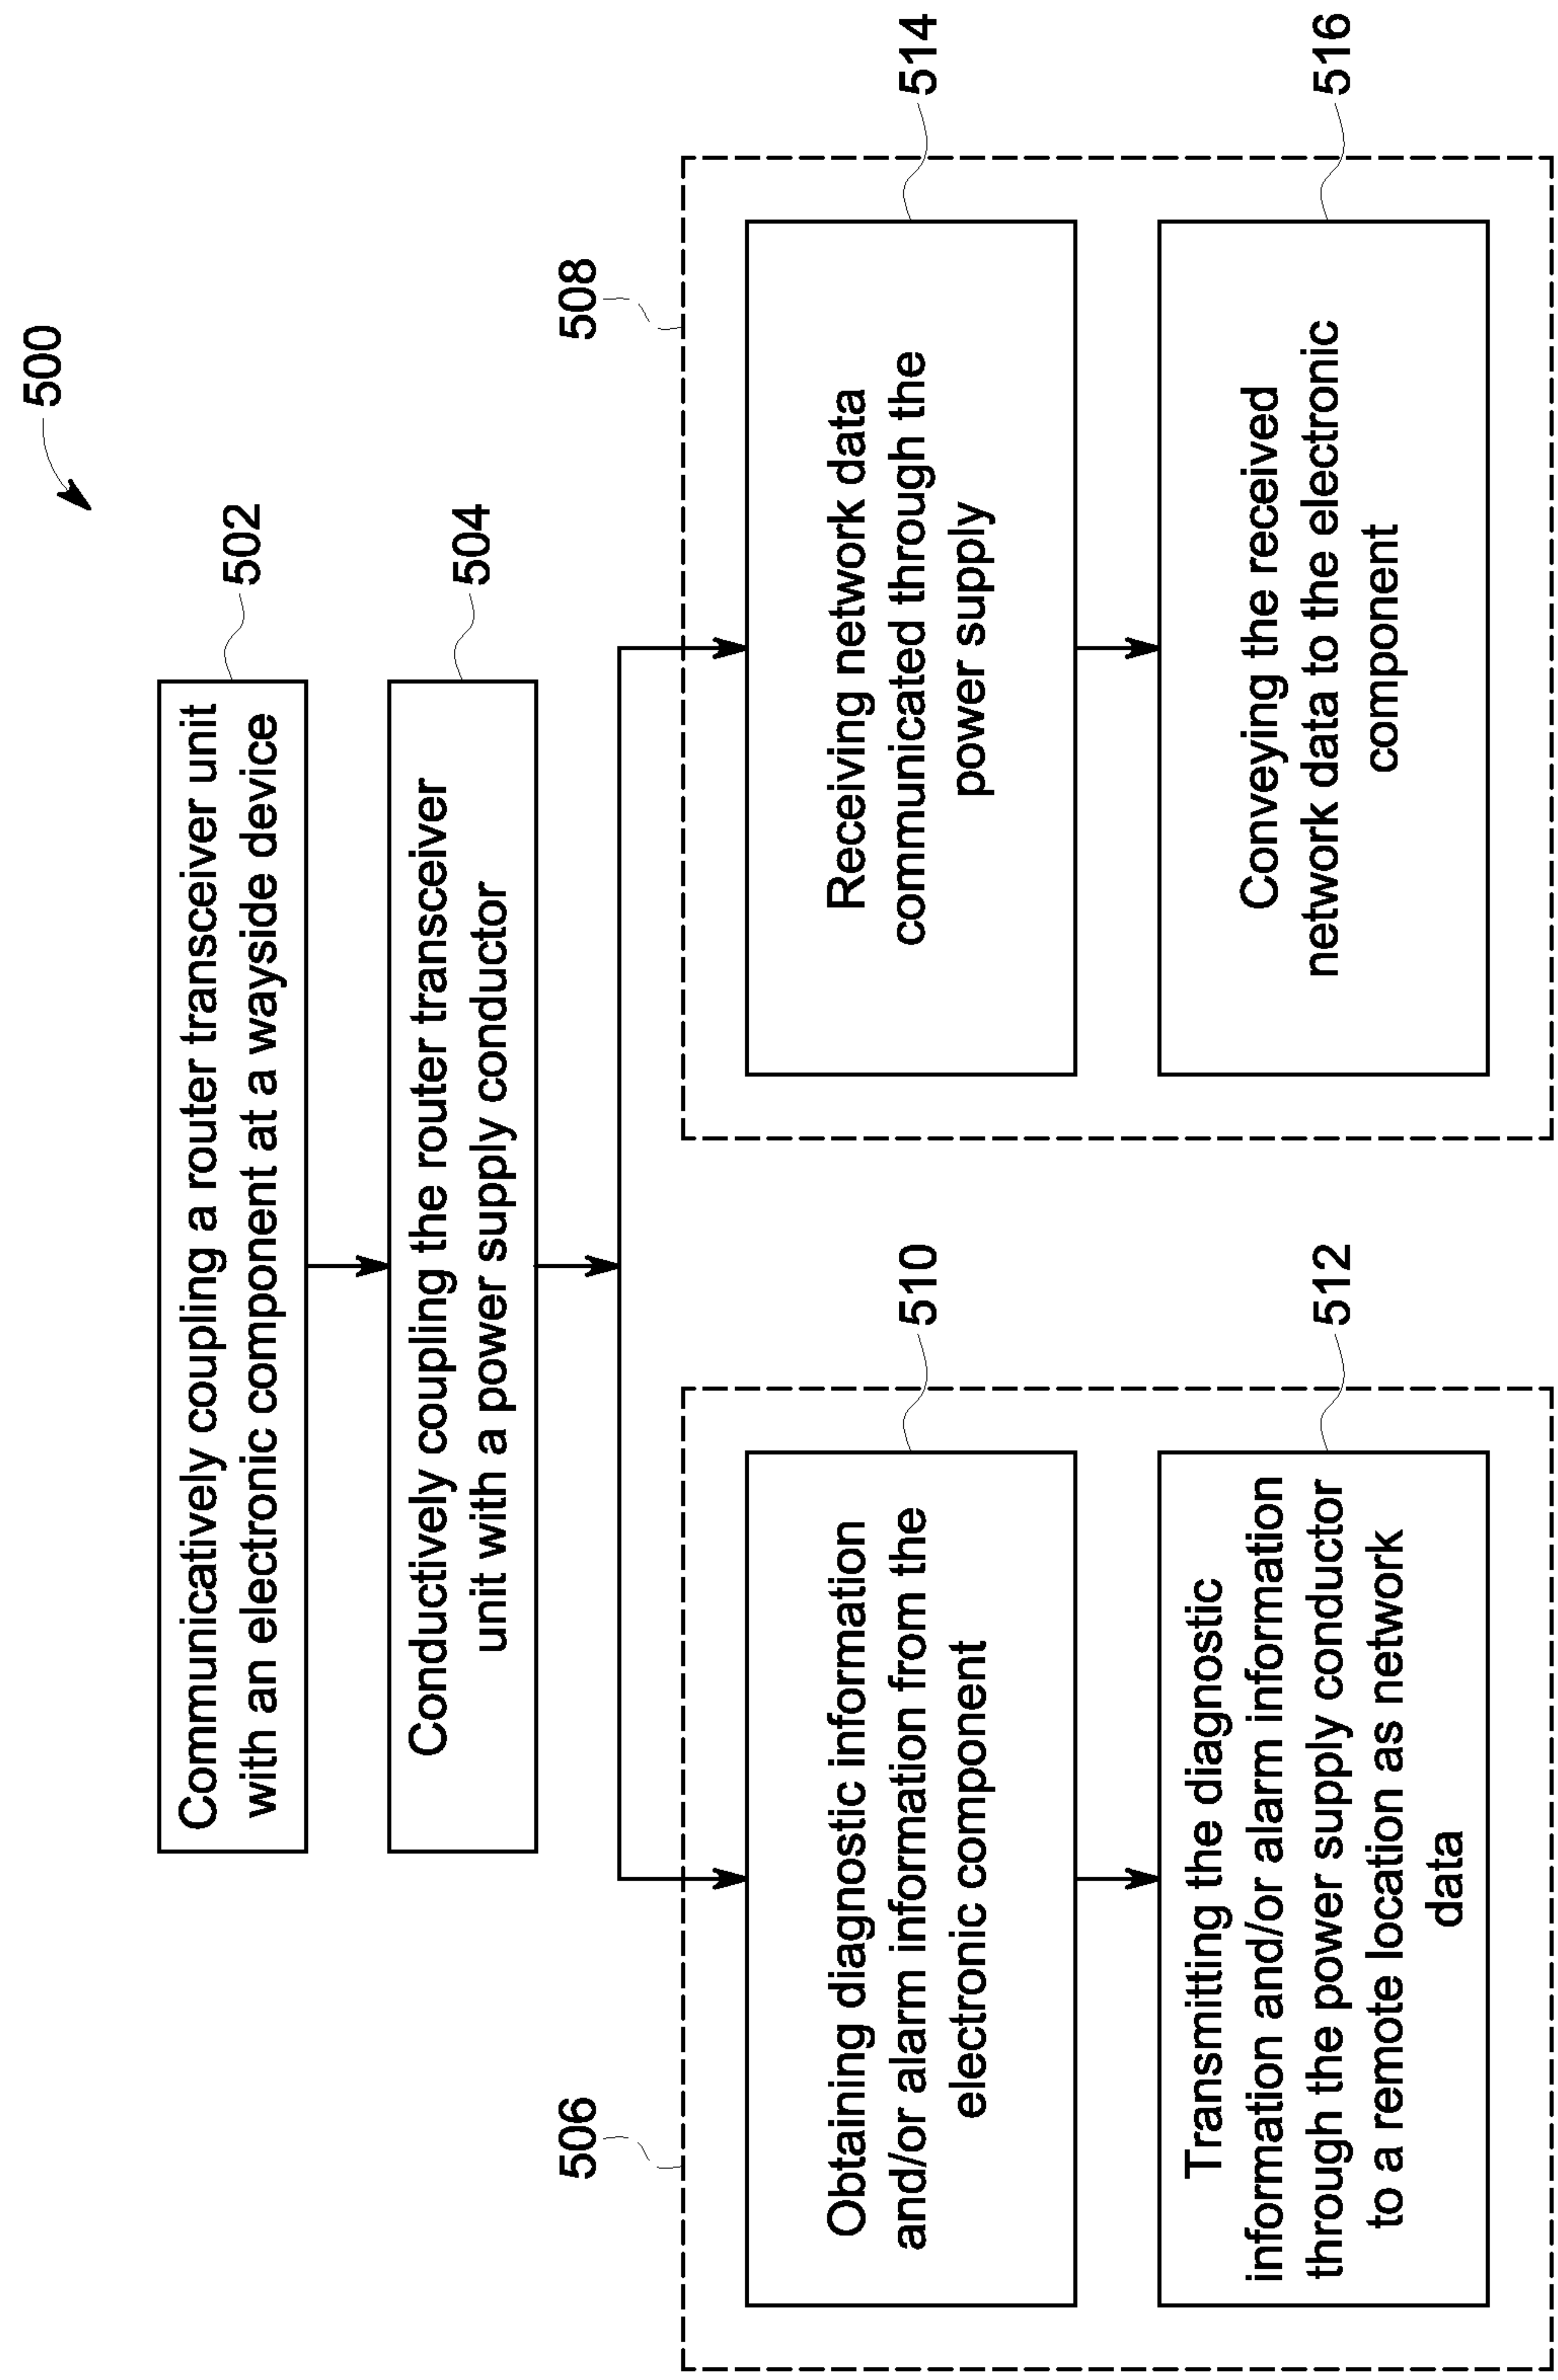 500
Communicatively coupling a router transceiver unit
with an electronic component at a wayside device
502
Conductively coupling the router transceiver
unit with a power supply conductor
504
506
Obtaining diagnostic information
and/or alarm information from the
electronic component
510
Transmitting the diagnostic
information and/or alarm information
through the power supply conductor
to a remote location as network
data
512
508
Receiving network data
communicated through the
power supply
514
Conveying the received
network data to the electronic
component
516